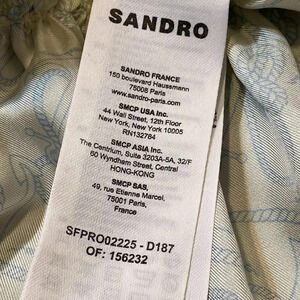 SANDRO
SANDRO FRANCE
150 boulevard Haussmann
75008 Paris
www.sandro-paris.com
SMCP USA Inc.
44 Wall Street, 12th Floor
New York, New York 10005
RN132784
SMCP ASIA Inc.
The Centrium, Suite 3203A-5A, 32/F
60 Wyndham Street, Central
HONG-KONG
SMCP SAS,
49, rue Etienne Marcel,
75001 Paris,
France
SFPRO02225 - D187
OF: 156232